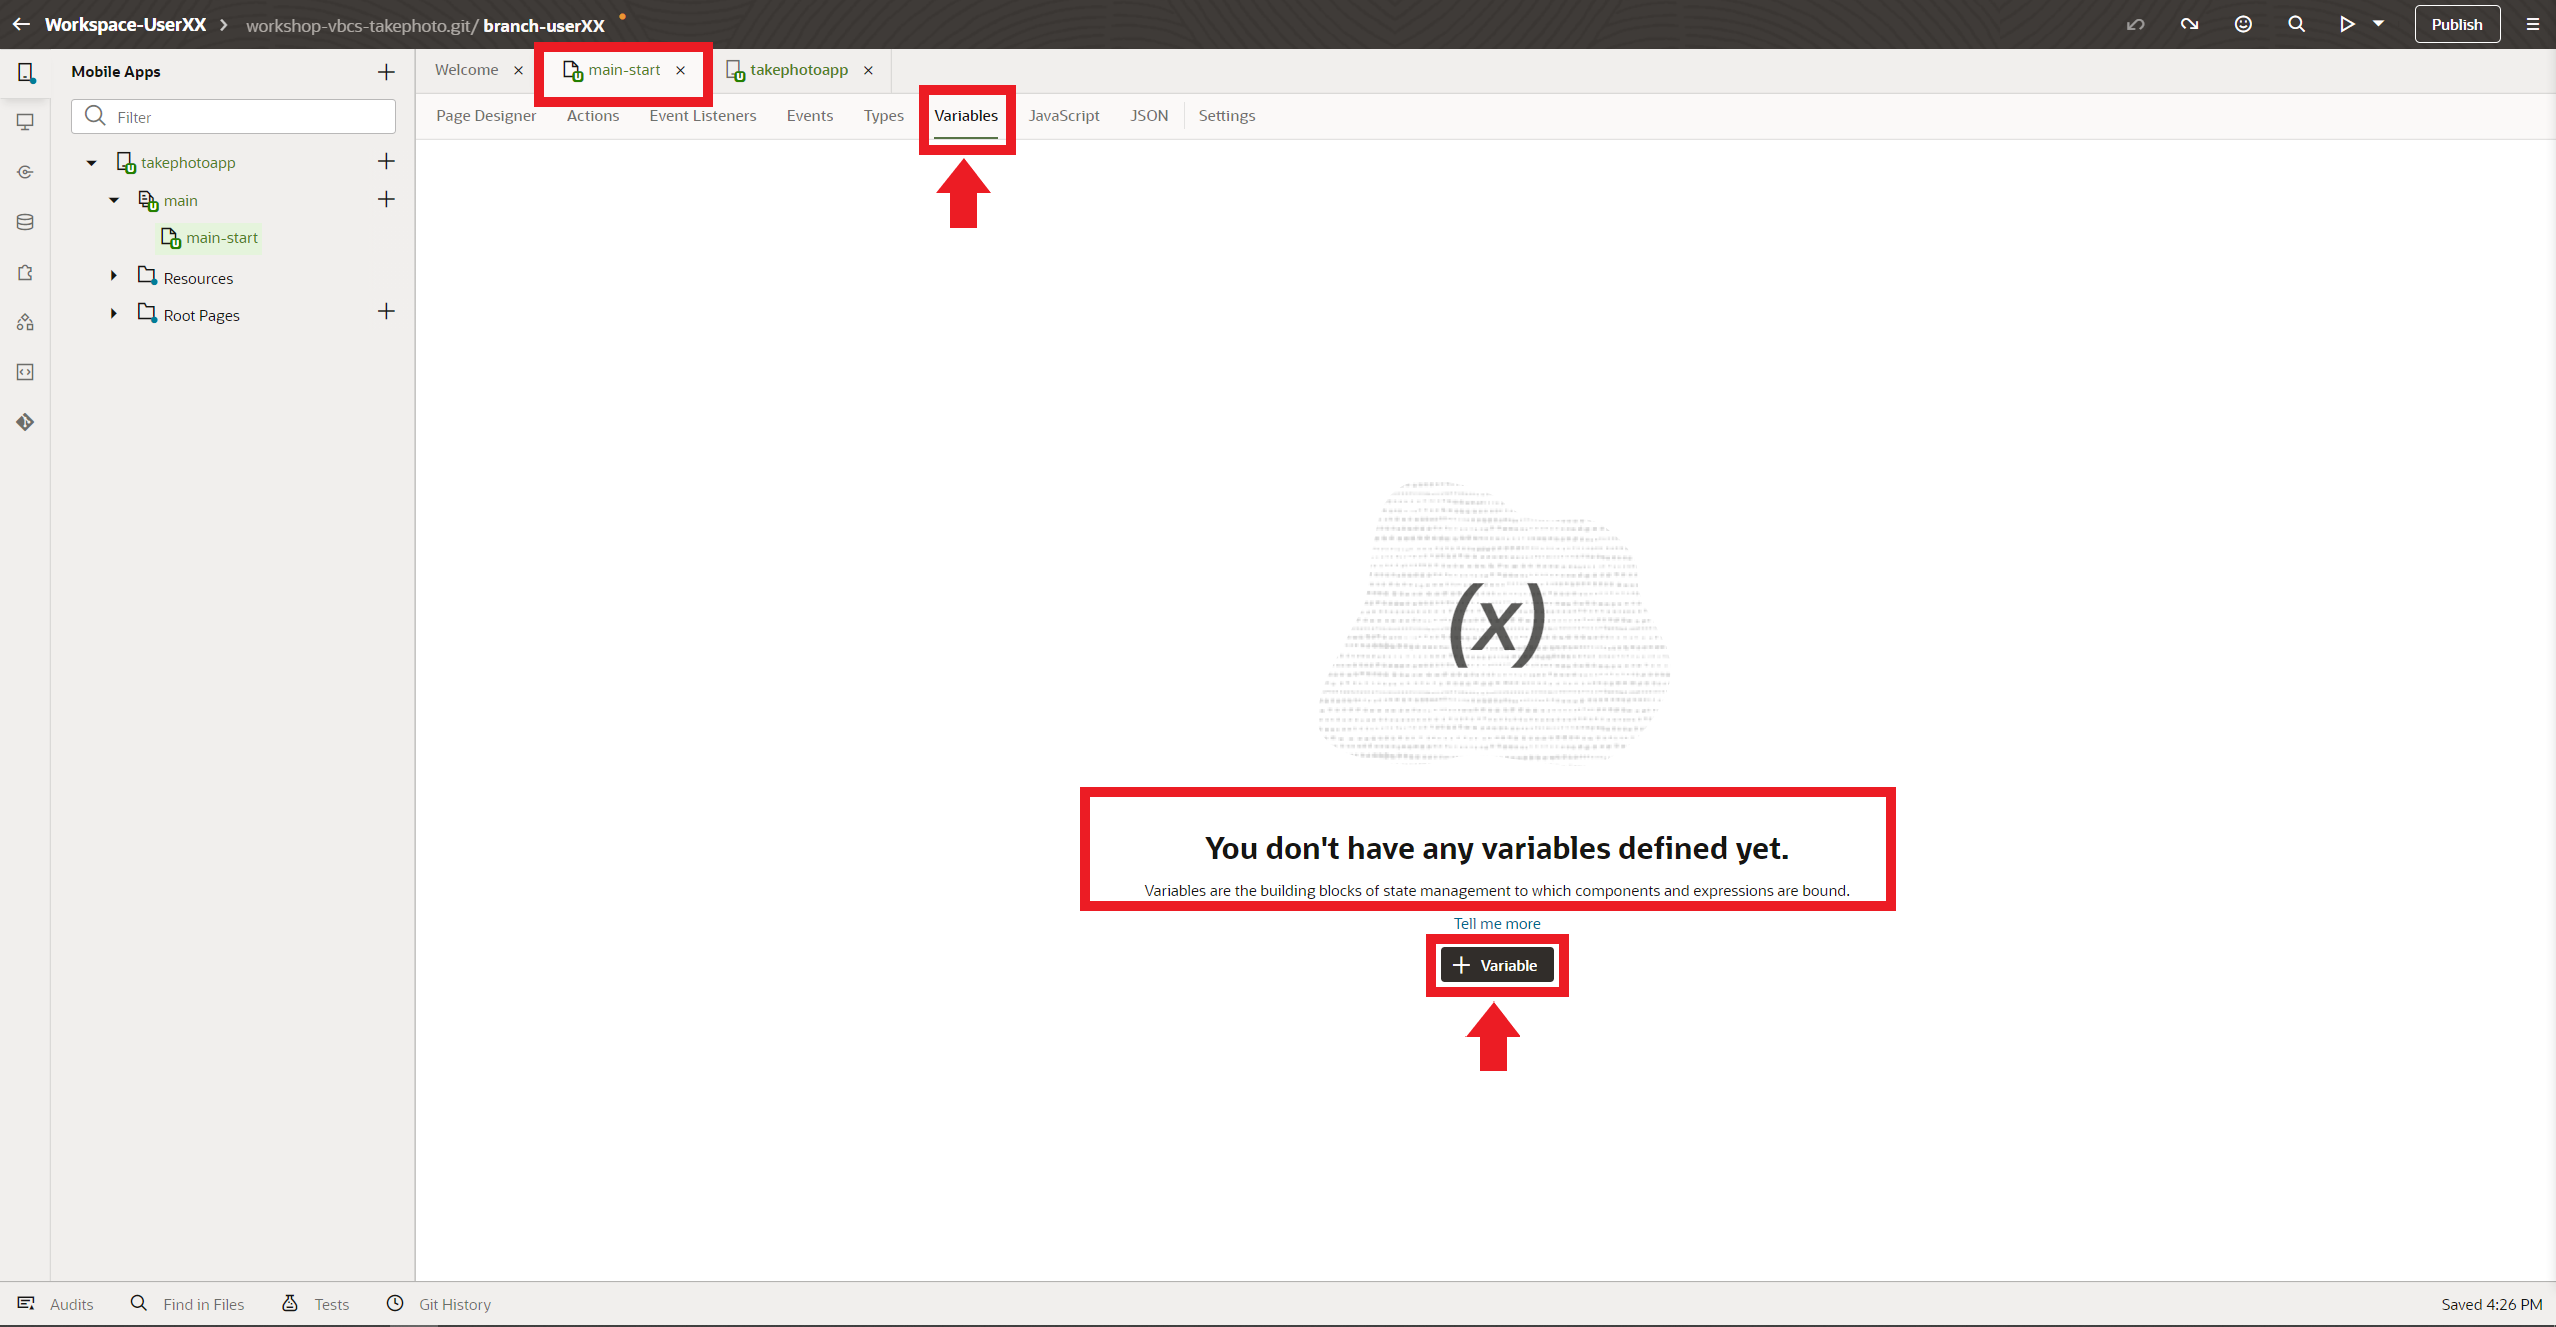 Workspace-UserXX > workshop-vbcs-takephoto.git/ branch-userXX
Publish
Mobile Apps
Welcome
main-start
takephotoapp
Filter
Page Designer
Actions
Event Listeners
Events
Types
Variables
JavaScript
JSON
Settings
takephotoapp
main
main-start
Resources
Root Pages
(x)
You don't have any variables defined yet.
Variables are the building blocks of state management to which components and expressions are bound.
Tell me more
+ Variable
Audits
Find in Files
Tests
Git History
Saved 4:26 PM